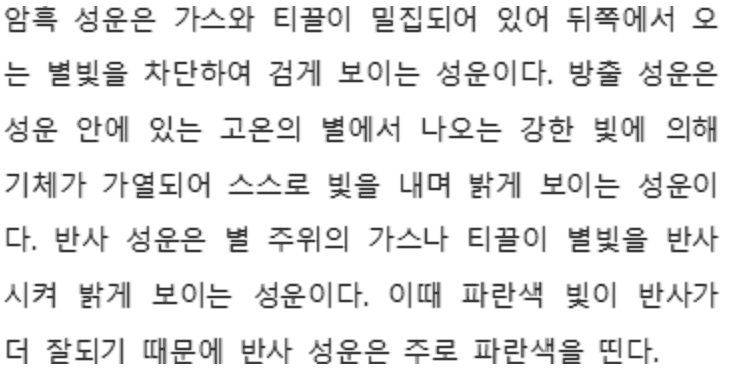 암흑 성운은 가스와 티끌이 밀집되어 있어 뒤쪽에서 오
는 별빛을 차단하여 검게 보이는 성운이다. 방출 성운은
성운 안에 있는 고온의 별에서 나오는 강한 빛에 의해
기체가 가열되어 스스로 빛을 내며 밝게 보이는 성운이
다. 반사 성운은 별 주위의 가스나 티끌이 별빛을 반사
시켜 밝게 보이는 성운이다. 이때 파란색 빛이 반사가
더 잘되기 때문에 반사 성운은 주로 파란색을 띤다.